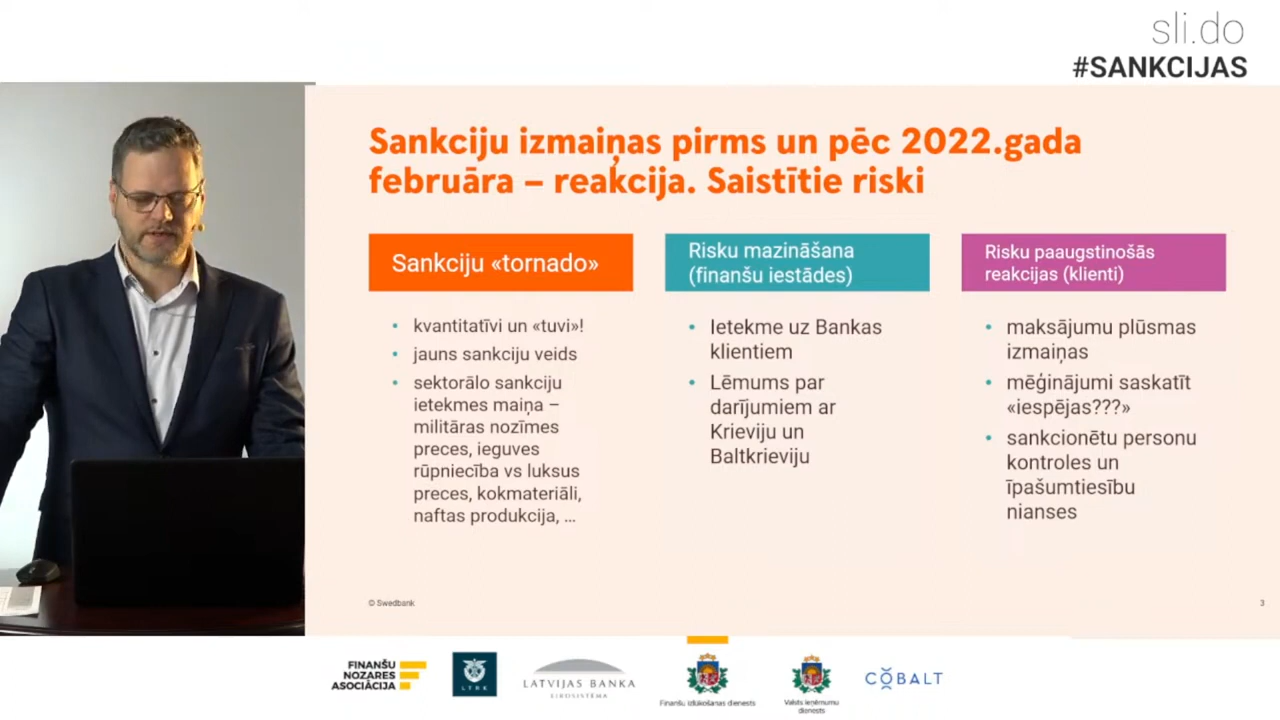 sli.do
#SANKCIJAS
Sankciju izmaiņas pirms un pēc 2022.gada
februāra – reakcija. Saistītie riski
Sankciju «tornado»
• kvantitatīvi un «tuvi»!
• jauns sankciju veids
• sektorālo sankciju
ietekmes maiņa –
militāras nozīmes
preces, ieguves
rūpniecība vs luksus
preces, kokmateriāli,
naftas produkcija, ...
Risku mazināšana
(finanšu iestādes)
• Ietekme uz Bankas
klientiem
• Lēmums par
darījumiem ar
Krieviju un
Baltkrieviju
Risku paaugstinošās
reakcijas (klienti)
• maksājumu plūsmas
izmaiņas
• mēģinājumi saskatīt
«iespējas???»
• sankcionētu personu
kontroles un
īpašumtiesību
nianses
© Swedbank
3
FINANŠU
NOZARES
ASOCIĀCIJA
LTRK
LATVIJAS BANKA
EIROSISTĒMA
Finanšu izlūkošanas dienests
Valsts ieņēmumu
dienests
COBALT